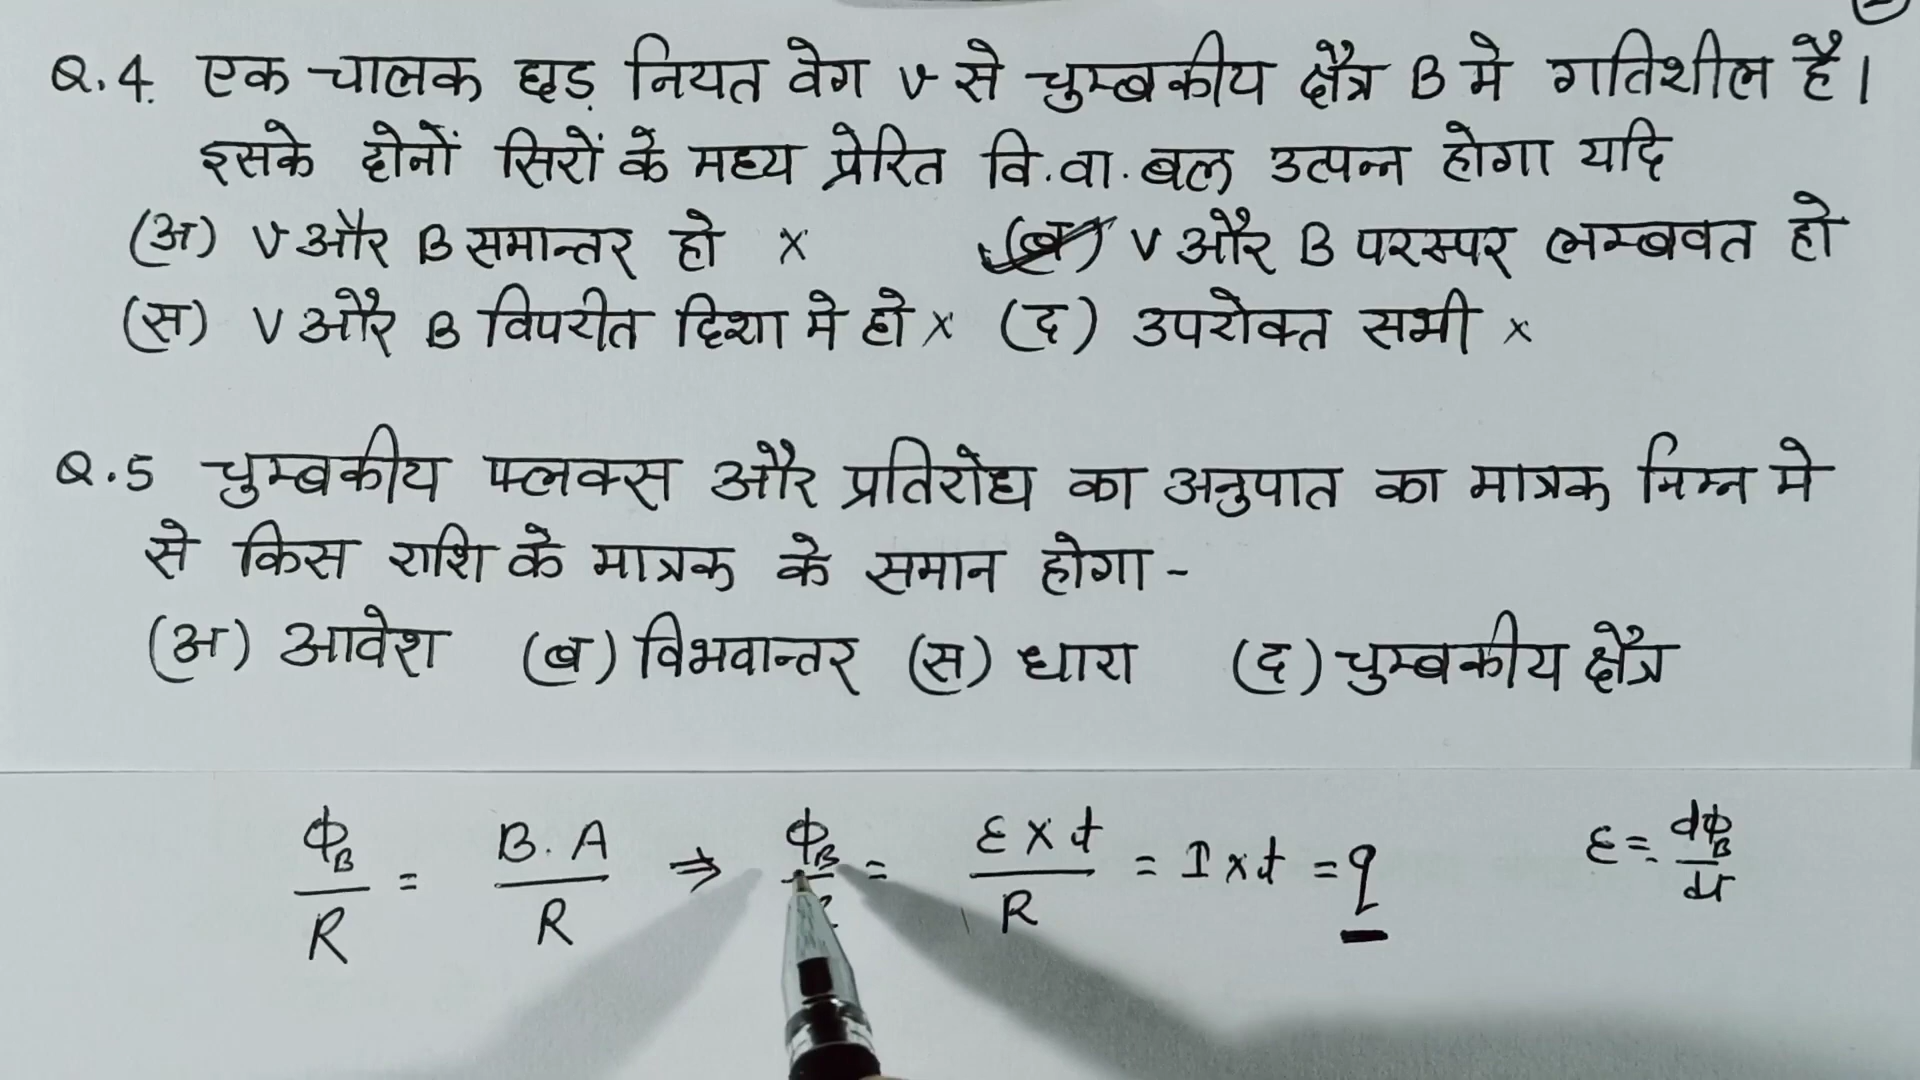 Q.4. एक चालक छड़ नियत वेग v से चुम्बकीय क्षैत्र B मे गतिशील है।
इसके दोनों सिरों के मध्य प्रेरित वि.वा.बल उत्पन्न होगा यदि
(अ) v और B समान्तर हो x (ब) v और B परस्पर लम्बवत हो
(स) v और B विपरीत दिशा मे हो x (द) उपरोक्त सभी x
Q.5 चुम्बकीय फ्लक्स और प्रतिरोध का अनुपात का मात्रक निम्न मे
से किस राशि के मात्रक के समान होगा -
(अ) आवेश (ब) विभवान्तर (स) धारा (द) चुम्बकीय क्षैत्र
ΦB/R = B.A/R ⇒ ΦB = ε x t/R = I x t = q ε = dΦB/dt